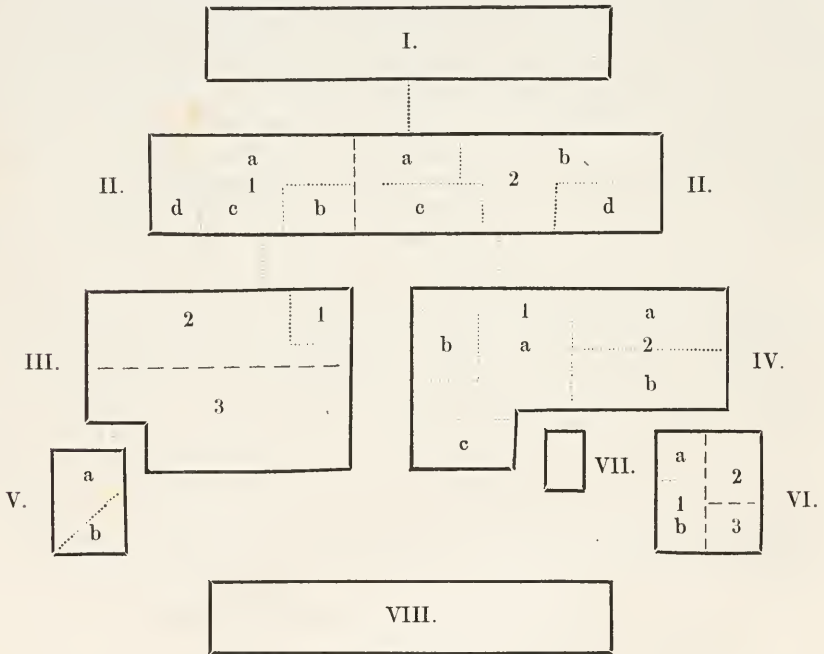 I.
a a b
II. 1 2 II.
d c b c d
2 1 1 a
b a 2
III. IV.
3 b
c
a a
V. VII. 2 VI.
1
b b 3
VIII.